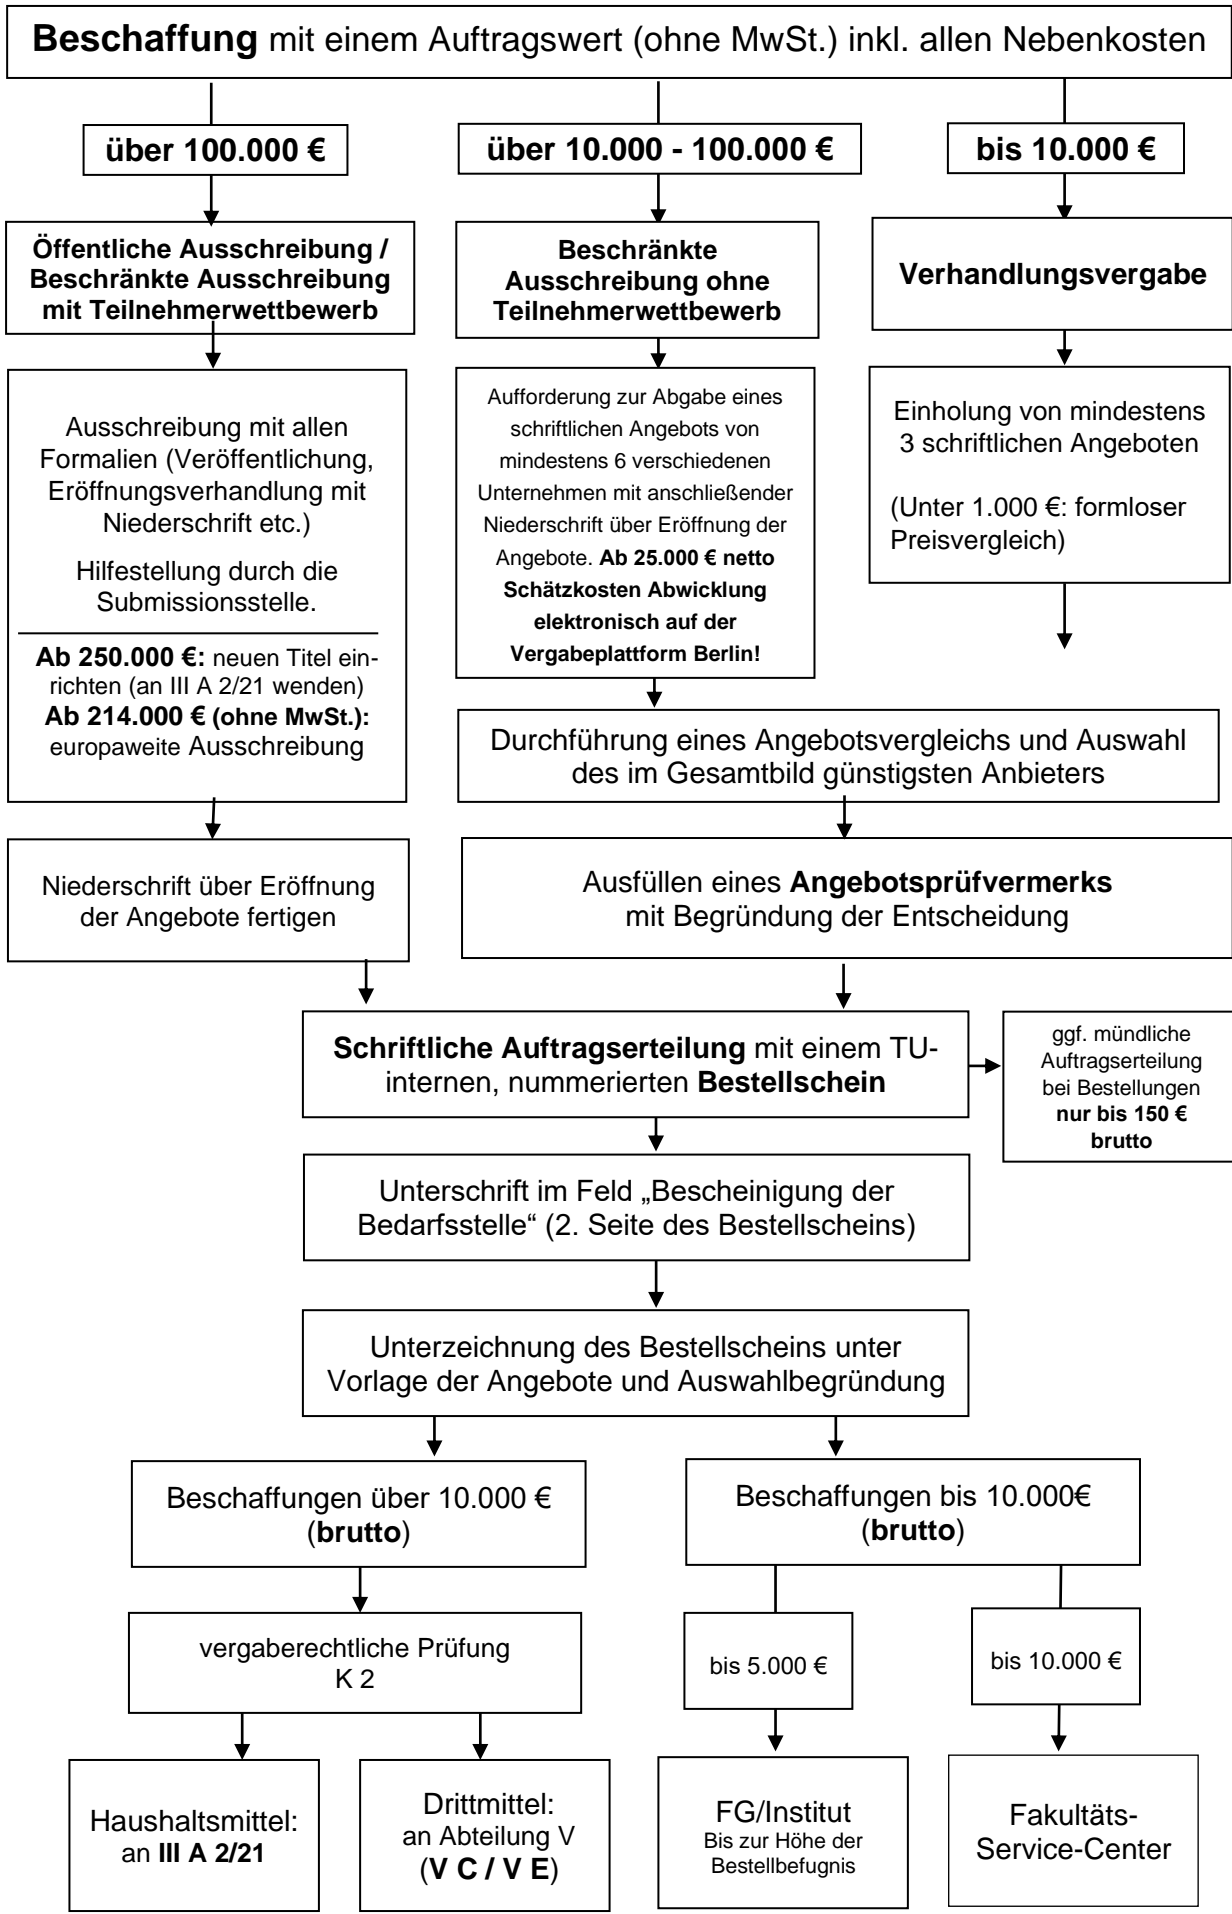 Beschaffung mit einem Auftragswert (ohne MwSt.) inkl. allen Nebenkosten
über 100.000 €
über 10.000 - 100.000 €
bis 10.000 €
Öffentliche Ausschreibung /
Beschränkte Ausschreibung
mit Teilnehmerwettbewerb
Beschränkte
Ausschreibung ohne
Teilnehmerwettbewerb
Verhandlungsvergabe
Ausschreibung mit allen
Formalien (Veröffentlichung,
Eröffnungsverhandlung mit
Niederschrift etc.)
Hilfestellung durch die
Submissionsstelle.
Ab 250.000 €: neuen Titel ein-
richten (an III A 2/21 wenden)
Ab 214.000 € (ohne MwSt.):
europaweite Ausschreibung
Aufforderung zur Abgabe eines
schriftlichen Angebots von
mindestens 6 verschiedenen
Unternehmen mit anschließender
Niederschrift über Eröffnung der
Angebote. Ab 25.000 € netto
Schätzkosten Abwicklung
elektronisch auf der
Vergabeplattform Berlin!
Einholung von mindestens
3 schriftlichen Angeboten
(Unter 1.000 €: formloser
Preisvergleich)
Durchführung eines Angebotsvergleichs und Auswahl
des im Gesamtbild günstigsten Anbieters
Niederschrift über Eröffnung
der Angebote fertigen
Ausfüllen eines Angebotsprüfvermerks
mit Begründung der Entscheidung
Schriftliche Auftragserteilung mit einem TU-
internen, nummerierten Bestellschein
ggf. mündliche
Auftragserteilung
bei Bestellungen
nur bis 150 €
brutto
Unterschrift im Feld „Bescheinigung der
Bedarfsstelle“ (2. Seite des Bestellscheins)
Unterzeichnung des Bestellscheins unter
Vorlage der Angebote und Auswahlbegründung
Beschaffungen über 10.000 €
(brutto)
Beschaffungen bis 10.000€
(brutto)
vergaberechtliche Prüfung
K 2
bis 5.000 €
bis 10.000 €
Haushaltsmittel:
an III A 2/21
Drittmittel:
an Abteilung V
(V C / V E)
FG/Institut
Bis zur Höhe der
Bestellbefugnis
Fakultäts-
Service-Center